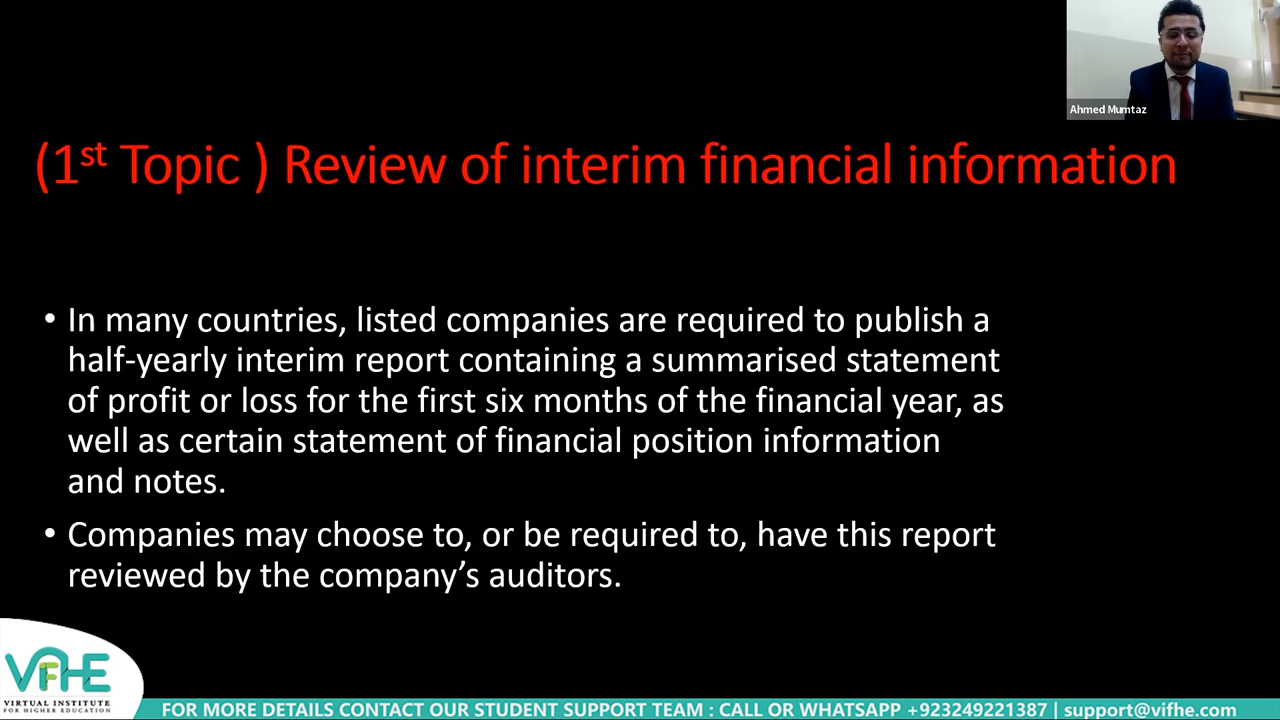 Ahmed Mumtaz
(1st Topic ) Review of interim financial information
• In many countries, listed companies are required to publish a
half-yearly interim report containing a summarised statement
of profit or loss for the first six months of the financial year, as
well as certain statement of financial position information
and notes.
• Companies may choose to, or be required to, have this report
reviewed by the company’s auditors.
VIFHE
VIRTUAL INSTITUTE
FOR HIGHER EDUCATION
FOR MORE DETAILS CONTACT OUR STUDENT SUPPORT TEAM : CALL OR WHATSAPP +923249221387 | support@vifhe.com